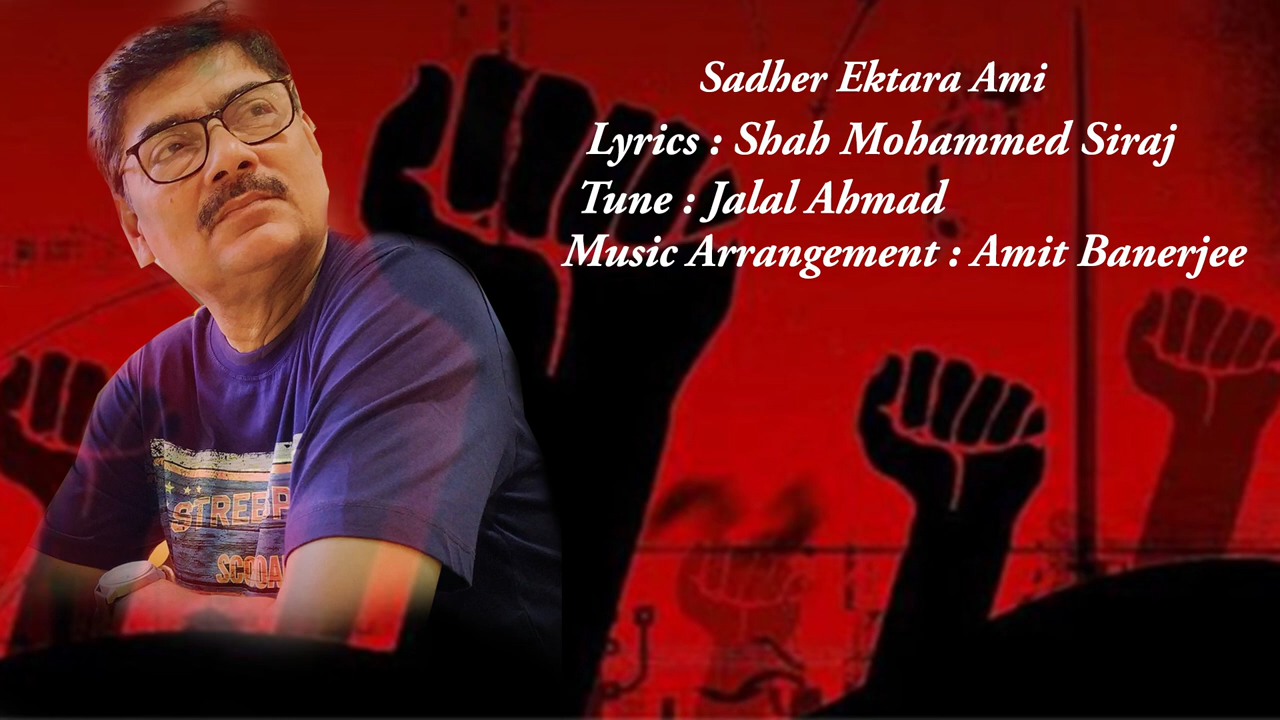 Sadher Ektara Ami
Lyrics : Shah Mohammed Siraj
Tune : Jalal Ahmad
Music Arrangement : Amit Banerjee